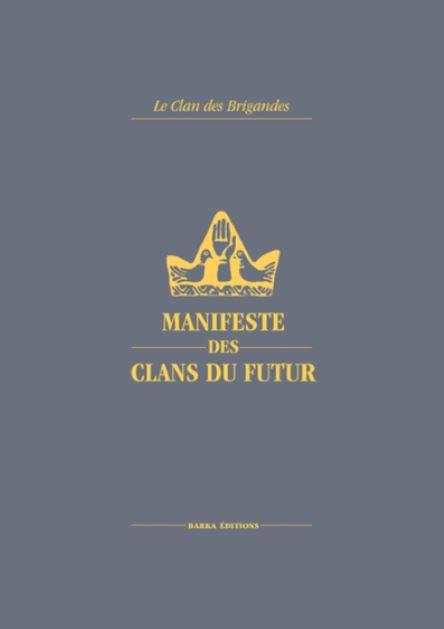 Le Clan des Brigandes
MANIFESTE
DES
CLANS DU FUTUR
BARKA ÉDITIONS